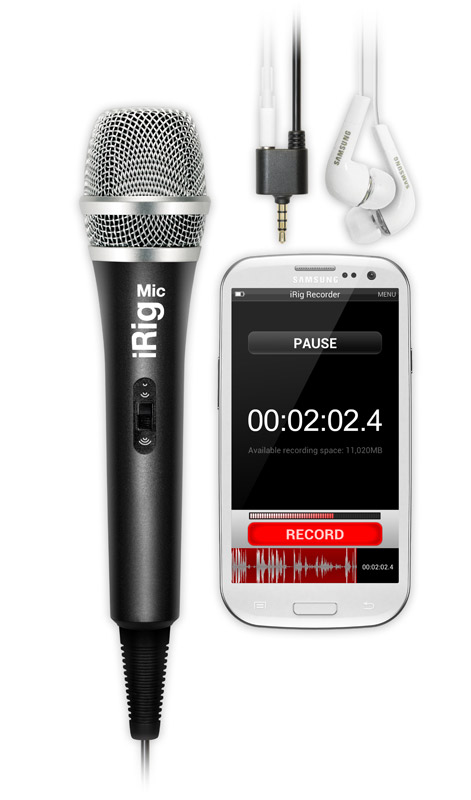 SAMSUNG
SAMSUNG
iRig Mic
SAMSUNG
iRig Recorder
MENU
PAUSE
00:02:02.4
Available recording space: 11,020MB
RECORD
00:02:02.4